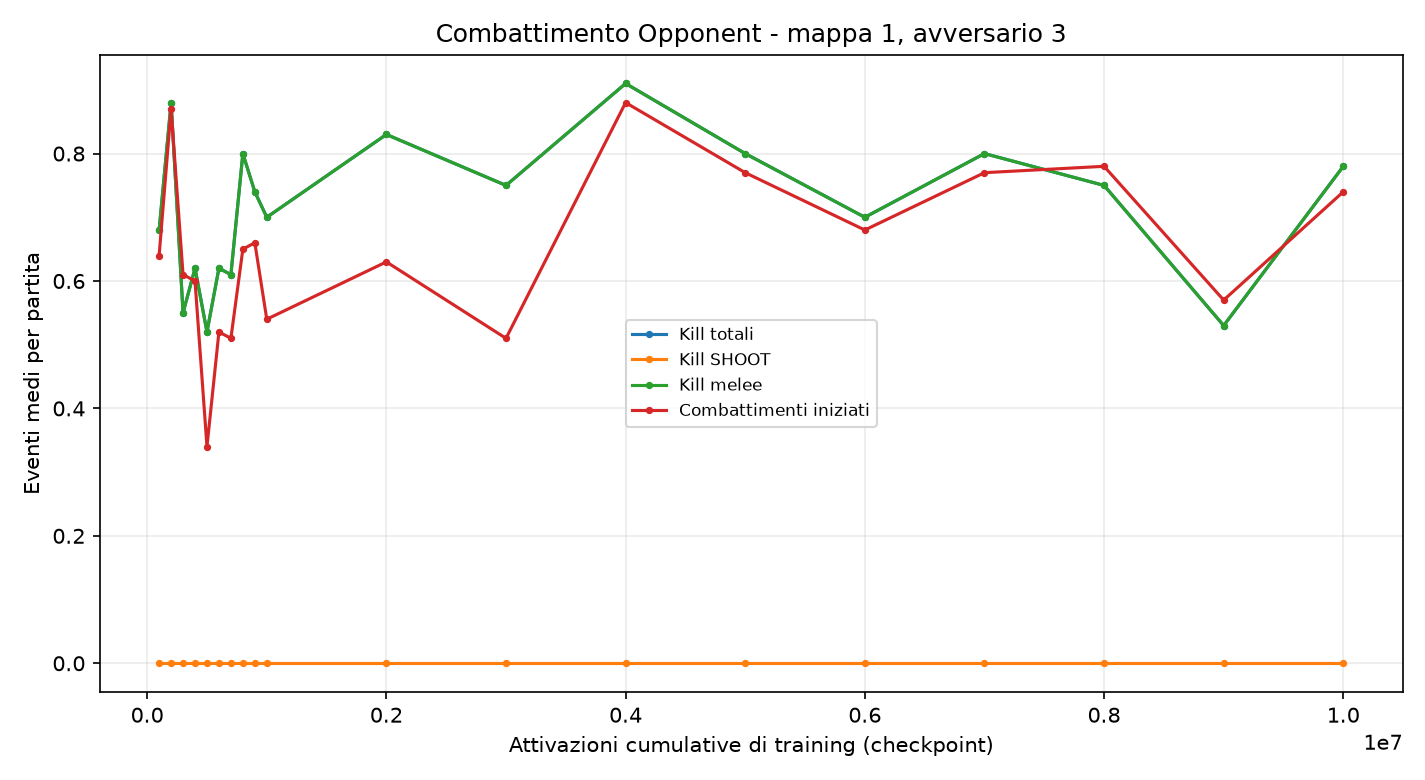 Combattimento Opponent - mappa 1, avversario 3
Eventi medi per partita
0.8
0.6
0.4
0.2
0.0
Kill totali
Kill SHOOT
Kill melee
Combattimenti iniziati
0.0 0.2 0.4 0.6 0.8 1.0
1e7
Attivazioni cumulative di training (checkpoint)